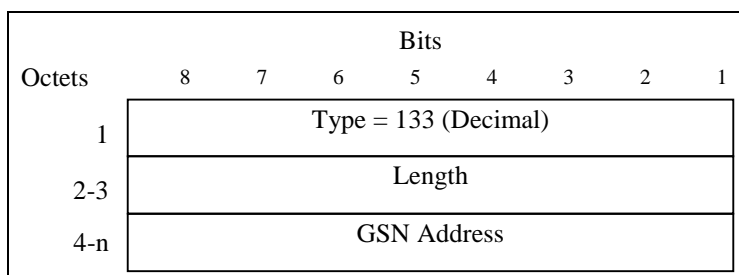 Bits
Octets 8 7 6 5 4 3 2 1
1 Type = 133 (Decimal)
2-3 Length
4-n GSN Address